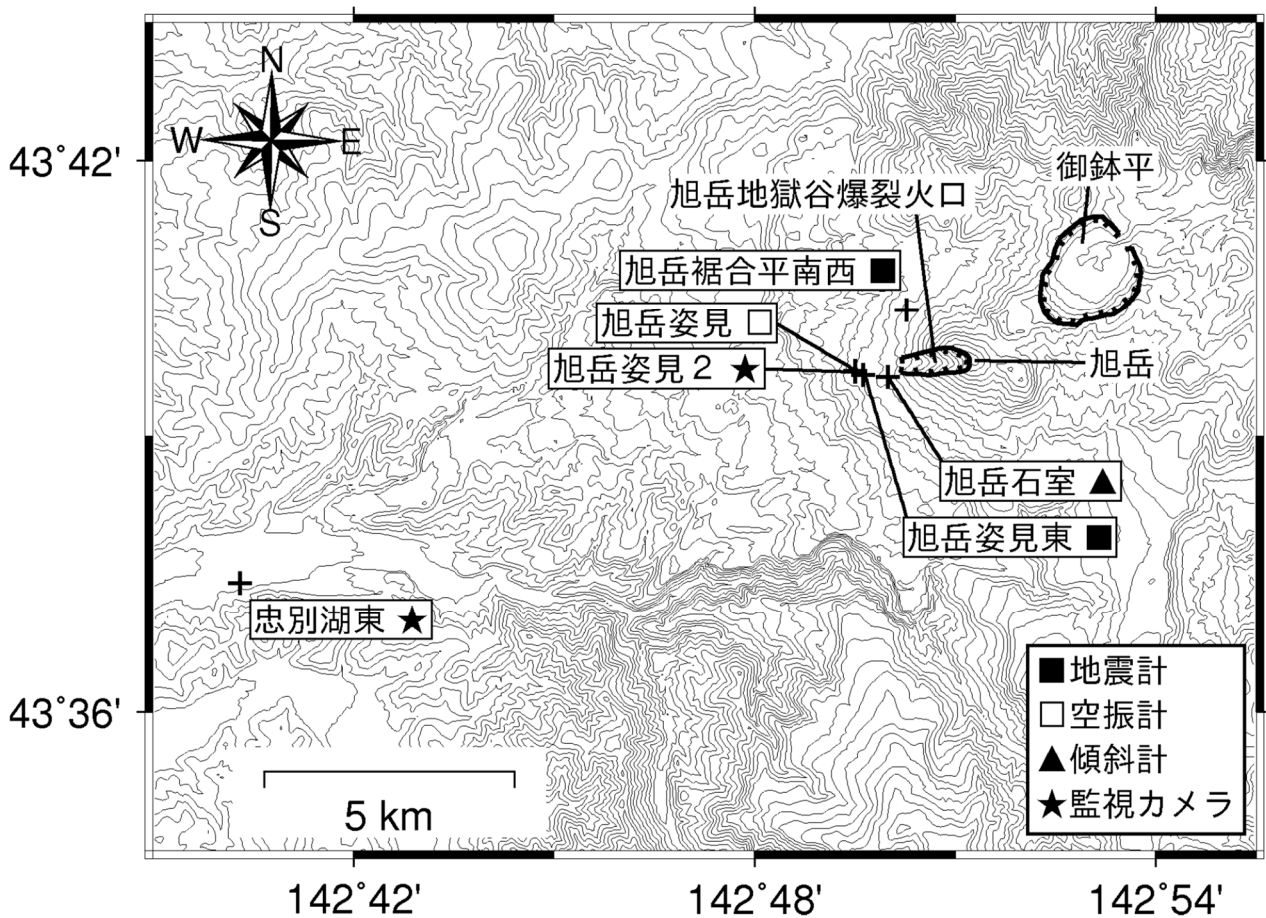 N
W
E
S
43°42'
御鉢平
旭岳地獄谷爆裂火口
旭岳裾合平南西 ■
旭岳姿見 □
旭岳姿見２ ★
旭岳
旭岳石室 ▲
旭岳姿見東 ■
忠別湖東 ★
43°36'
■地震計
□空振計
▲傾斜計
★監視カメラ
5 km
142°42'
142°48'
142°54'